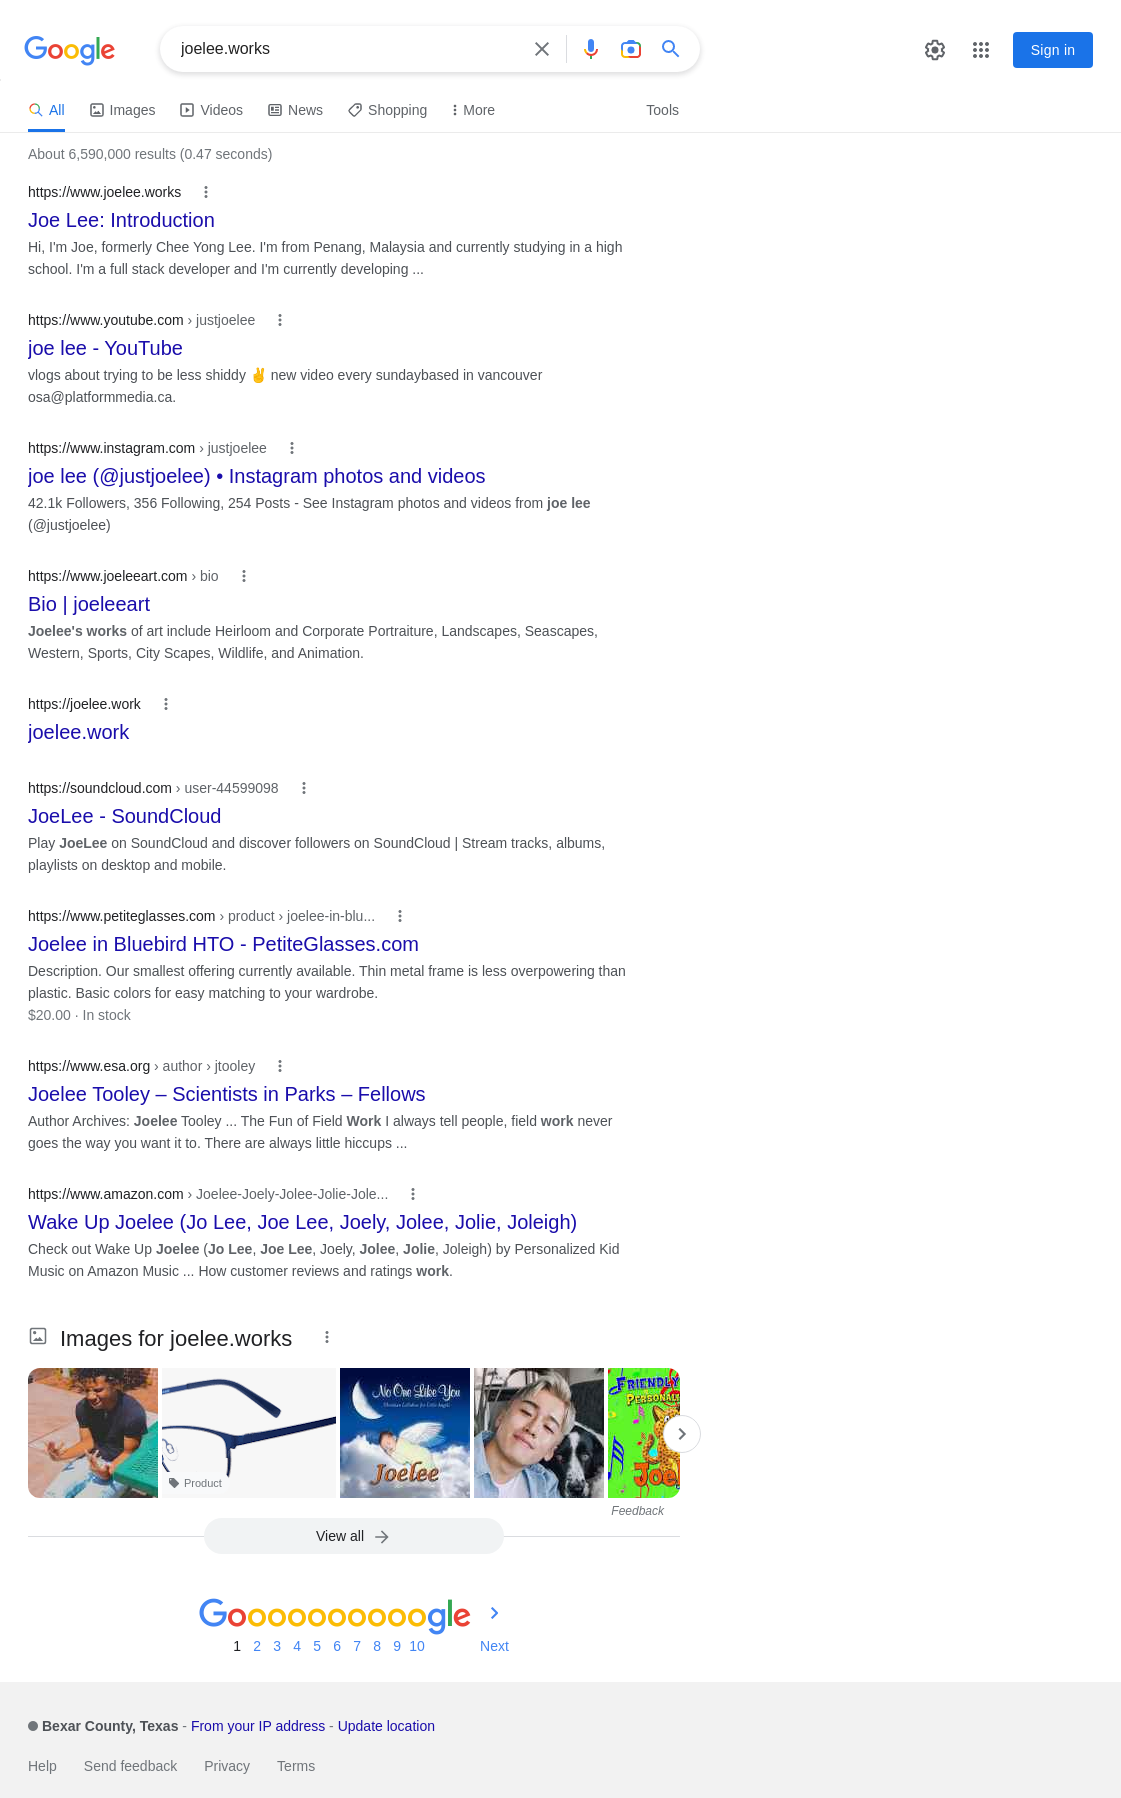 Google
joelee.works
Sign in
All
Images
Videos
News
Shopping
More
Tools
About 6,590,000 results (0.47 seconds)
https://www.joelee.works
Joe Lee: Introduction
Hi, I'm Joe, formerly Chee Yong Lee. I'm from Penang, Malaysia and currently studying in a high
school. I'm a full stack developer and I'm currently developing ...
https://www.youtube.com › justjoelee
joe lee - YouTube
vlogs about trying to be less shiddy ✌ new video every sundaybased in vancouver
osa@platformmedia.ca.
https://www.instagram.com › justjoelee
joe lee (@justjoelee) • Instagram photos and videos
42.1k Followers, 356 Following, 254 Posts - See Instagram photos and videos from joe lee
(@justjoelee)
https://www.joeleeart.com › bio
Bio | joeleeart
Joelee's works of art include Heirloom and Corporate Portraiture, Landscapes, Seascapes,
Western, Sports, City Scapes, Wildlife, and Animation.
https://joelee.work
joelee.work
https://soundcloud.com › user-44599098
JoeLee - SoundCloud
Play JoeLee on SoundCloud and discover followers on SoundCloud | Stream tracks, albums,
playlists on desktop and mobile.
https://www.petiteglasses.com › product › joelee-in-blu...
Joelee in Bluebird HTO - PetiteGlasses.com
Description. Our smallest offering currently available. Thin metal frame is less overpowering than
plastic. Basic colors for easy matching to your wardrobe.
$20.00 · In stock
https://www.esa.org › author › jtooley
Joelee Tooley – Scientists in Parks – Fellows
Author Archives: Joelee Tooley ... The Fun of Field Work I always tell people, field work never
goes the way you want it to. There are always little hiccups ...
https://www.amazon.com › Joelee-Joely-Jolee-Jolie-Jole...
Wake Up Joelee (Jo Lee, Joe Lee, Joely, Jolee, Jolie, Joleigh)
Check out Wake Up Joelee (Jo Lee, Joe Lee, Joely, Jolee, Jolie, Joleigh) by Personalized Kid
Music on Amazon Music ... How customer reviews and ratings work.
Images for joelee.works
Product
No One Like You
Christian Lullabies for Little Angels
Joelee
FRIENDLY
PERSONAL
Joe
Feedback
View all
Goooooooooogle
1 2 3 4 5 6 7 8 9 10 Next
Bexar County, Texas - From your IP address - Update location
Help Send feedback Privacy Terms